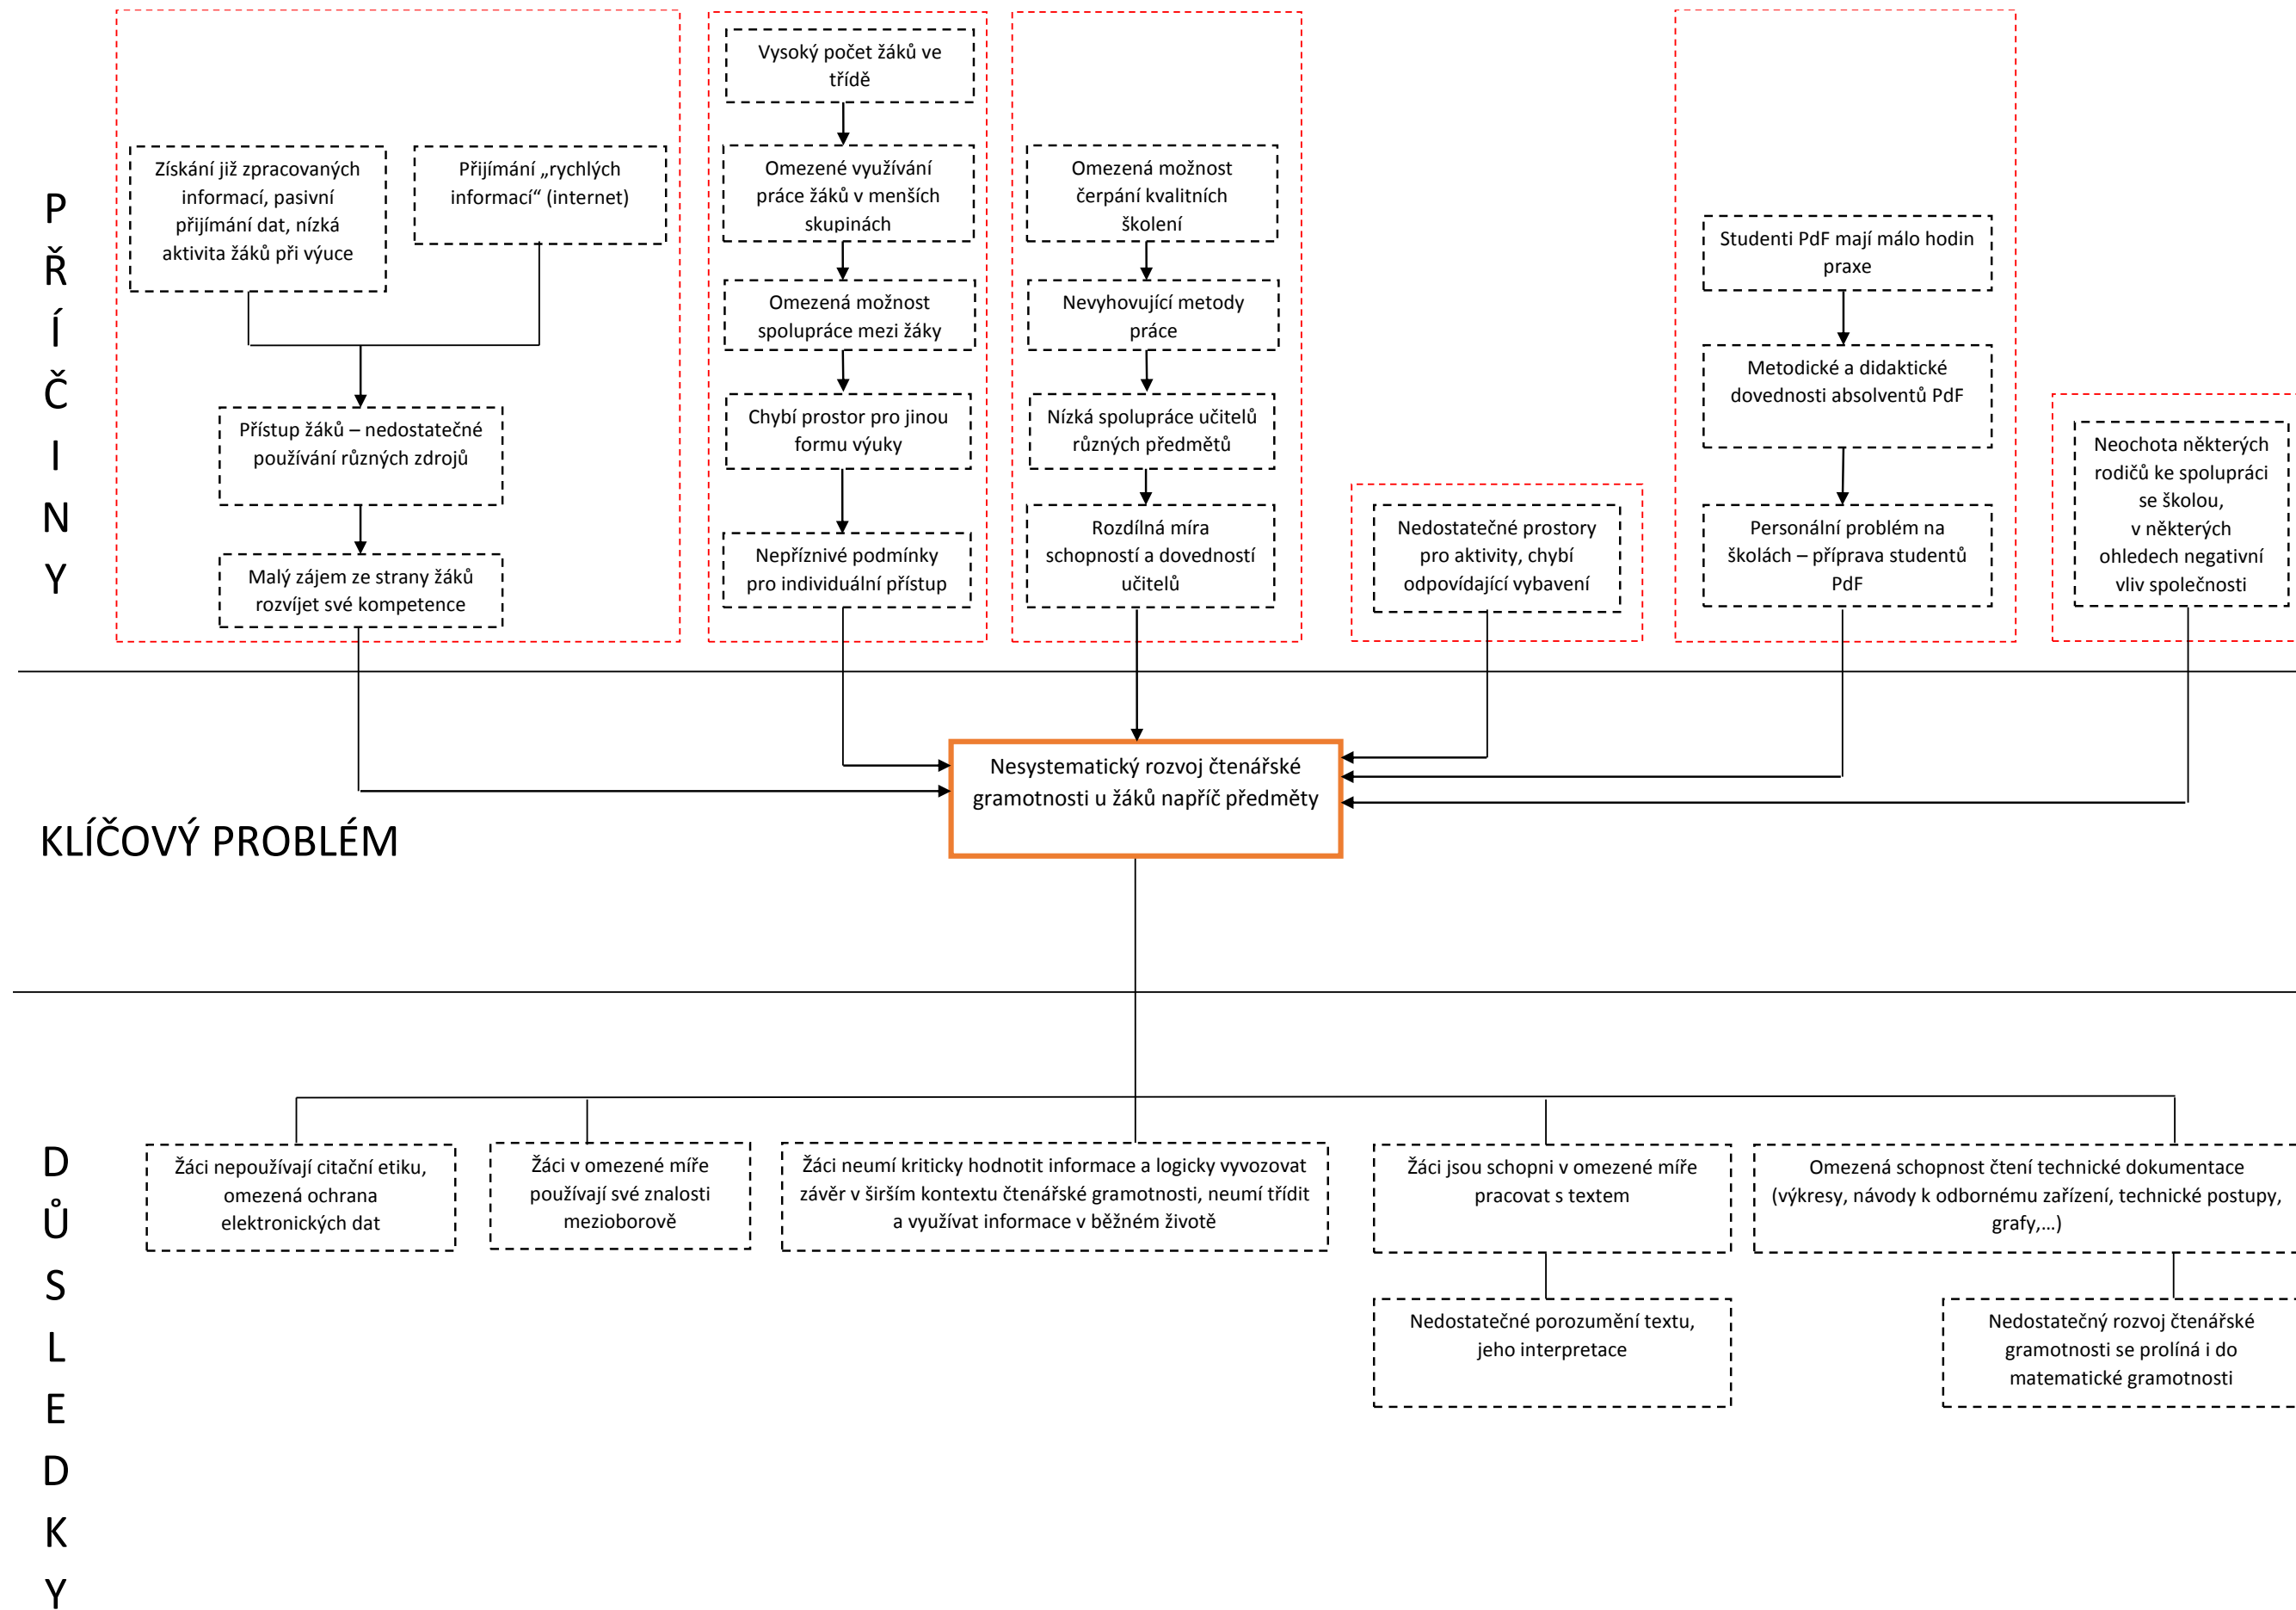 PŘÍČINY
Vysoký počet žáků ve
třídě
Získání již zpracovaných
informací, pasivní
přijímání dat, nízká
aktivita žáků při výuce
Přijímání „rychlých
informací“ (internet)
Omezené využívání
práce žáků v menších
skupinách
Omezená možnost
čerpání kvalitních
školení
Studenti PdF mají málo hodin
praxe
Omezená možnost
spolupráce mezi žáky
Nevyhovující metody
práce
Metodické a didaktické
dovednosti absolventů PdF
Přístup žáků – nedostatečné
používání různých zdrojů
Chybí prostor pro jinou
formu výuky
Nízká spolupráce učitelů
různých předmětů
Neochota některých
rodičů ke spolupráci
se školou,
v některých
ohledech negativní
vliv společnosti
Malý zájem ze strany žáků
rozvíjet své kompetence
Nepříznivé podmínky
pro individuální přístup
Rozdílná míra
schopností a dovedností
učitelů
Nedostatečné prostory
pro aktivity, chybí
odpovídající vybavení
Personální problém na
školách – příprava studentů
PdF
Nesystematický rozvoj čtenářské
gramotnosti u žáků napříč předměty
KLÍČOVÝ PROBLÉM
DŮSLEDKY
Žáci nepoužívají citační etiku,
omezená ochrana
elektronických dat
Žáci v omezené míře
používají své znalosti
mezioborově
Žáci neumí kriticky hodnotit informace a logicky vyvozovat
závěr v širším kontextu čtenářské gramotnosti, neumí třídit
a využívat informace v běžném životě
Žáci jsou schopni v omezené míře
pracovat s textem
Omezená schopnost čtení technické dokumentace
(výkresy, návody k odbornému zařízení, technické postupy,
grafy,...)
Nedostatečné porozumění textu,
jeho interpretace
Nedostatečný rozvoj čtenářské
gramotnosti se prolíná i do
matematické gramotnosti